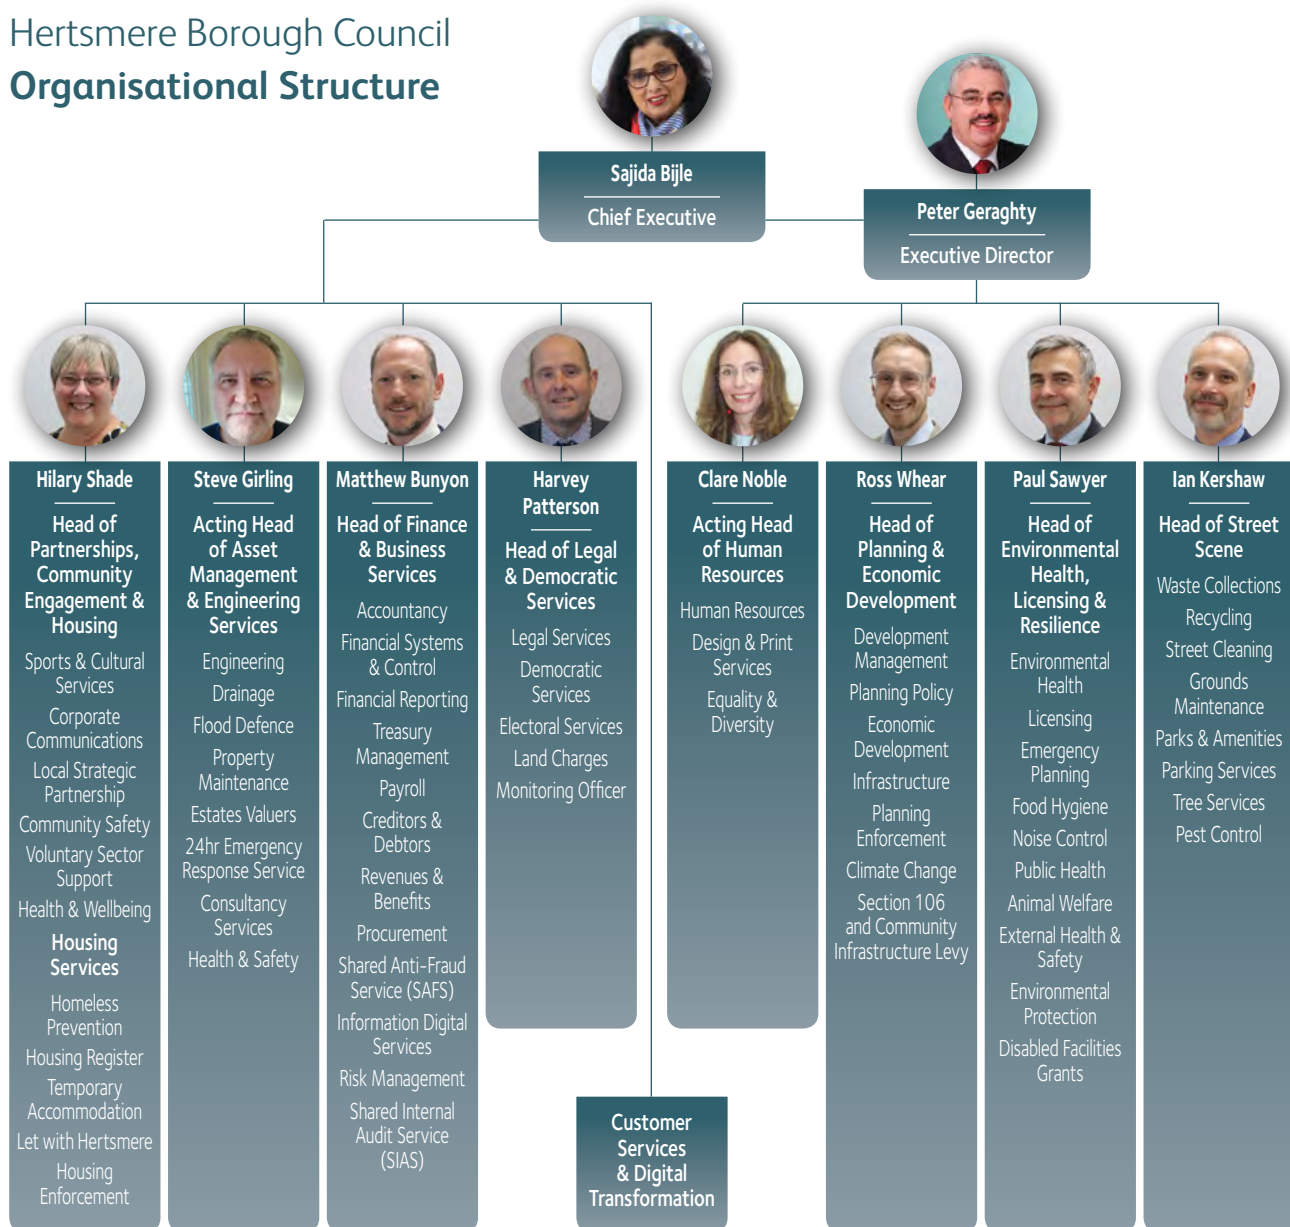 Hertsmere Borough Council
Organisational Structure
Sajida Bijle
Chief Executive
Peter Geraghty
Executive Director
Hilary Shade
Head of
Partnerships,
Community
Engagement &
Housing
Sports & Cultural
Services
Corporate
Communications
Local Strategic
Partnership
Community Safety
Voluntary Sector
Support
Health & Wellbeing
Housing
Services
Homeless
Prevention
Housing Register
Temporary
Accommodation
Let with Hertsmere
Housing
Enforcement
Steve Girling
Acting Head
of Asset
Management
& Engineering
Services
Engineering
Drainage
Flood Defence
Property
Maintenance
Estates Valuers
24hr Emergency
Response Service
Consultancy
Services
Health & Safety
Matthew Bunyon
Head of Finance
& Business
Services
Accountancy
Financial Systems
& Control
Financial Reporting
Treasury
Management
Payroll
Creditors &
Debtors
Revenues &
Benefits
Procurement
Shared Anti-Fraud
Service (SAFS)
Information Digital
Services
Risk Management
Shared Internal
Audit Service
(SIAS)
Harvey
Patterson
Head of Legal
& Democratic
Services
Legal Services
Democratic
Services
Electoral Services
Land Charges
Monitoring Officer
Customer
Services
& Digital
Transformation
Clare Noble
Acting Head
of Human
Resources
Human Resources
Design & Print
Services
Equality &
Diversity
Ross Whear
Head of
Planning &
Economic
Development
Development
Management
Planning Policy
Economic
Development
Infrastructure
Planning
Enforcement
Climate Change
Section 106
and Community
Infrastructure Levy
Paul Sawyer
Head of
Environmental
Health,
Licensing &
Resilience
Environmental
Health
Licensing
Emergency
Planning
Food Hygiene
Noise Control
Public Health
Animal Welfare
External Health &
Safety
Environmental
Protection
Disabled Facilities
Grants
Ian Kershaw
Head of Street
Scene
Waste Collections
Recycling
Street Cleaning
Grounds
Maintenance
Parks & Amenities
Parking Services
Tree Services
Pest Control